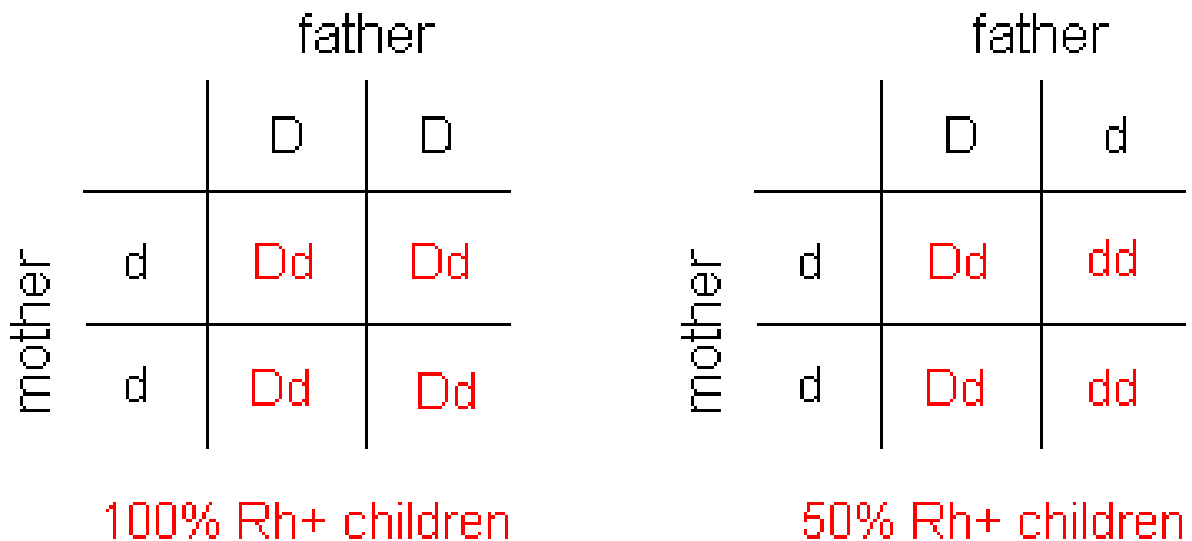 father
D D
mother
d Dd Dd
d Dd Dd
100% Rh+ children
father
D d
mother
d Dd dd
d Dd dd
50% Rh+ children